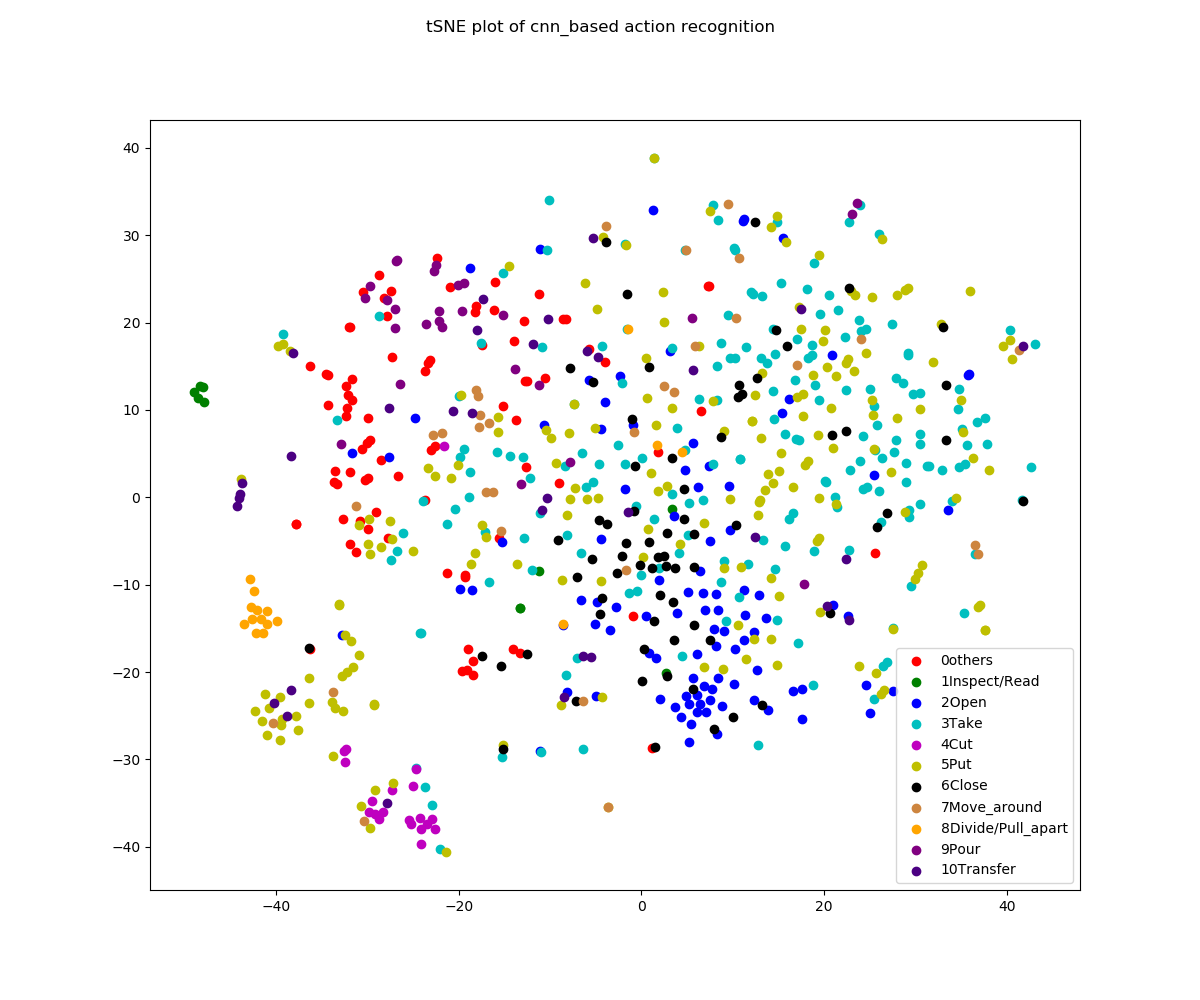 tSNE plot of cnn_based action recognition
40
30
20
10
0
−10
−20
−30
−40
−40
−20
0
20
40
0others
1Inspect/Read
2Open
3Take
4Cut
5Put
6Close
7Move_around
8Divide/Pull_apart
9Pour
10Transfer